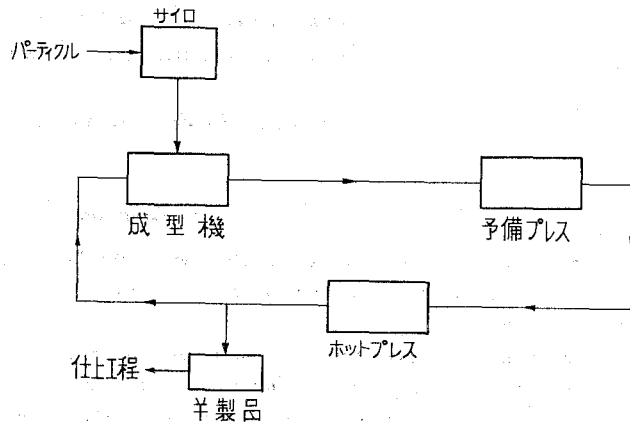 サイロ
パーティクル
成型機
予備プレス
ホットプレス
仕上工程
半製品